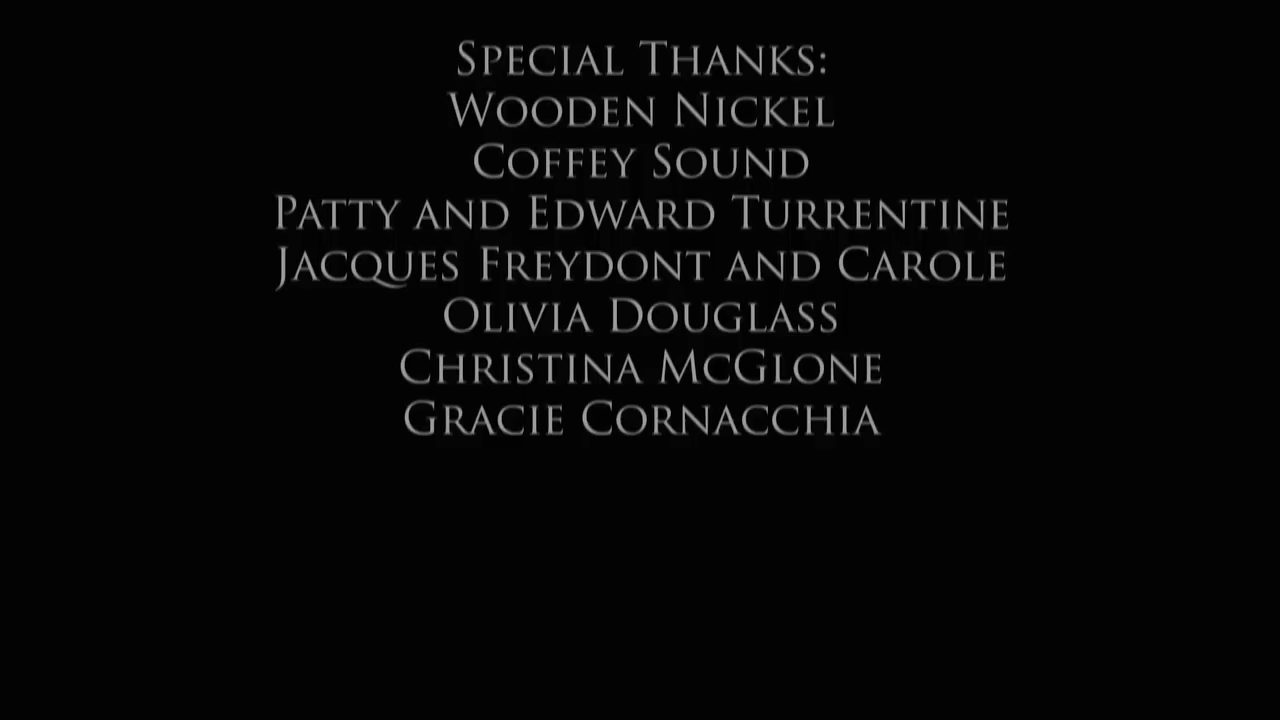 Special Thanks:
Wooden Nickel
Coffey Sound
Patty and Edward Turrentine
Jacques Freydont and Carole
Olivia Douglass
Christina McGlone
Gracie Cornacchia